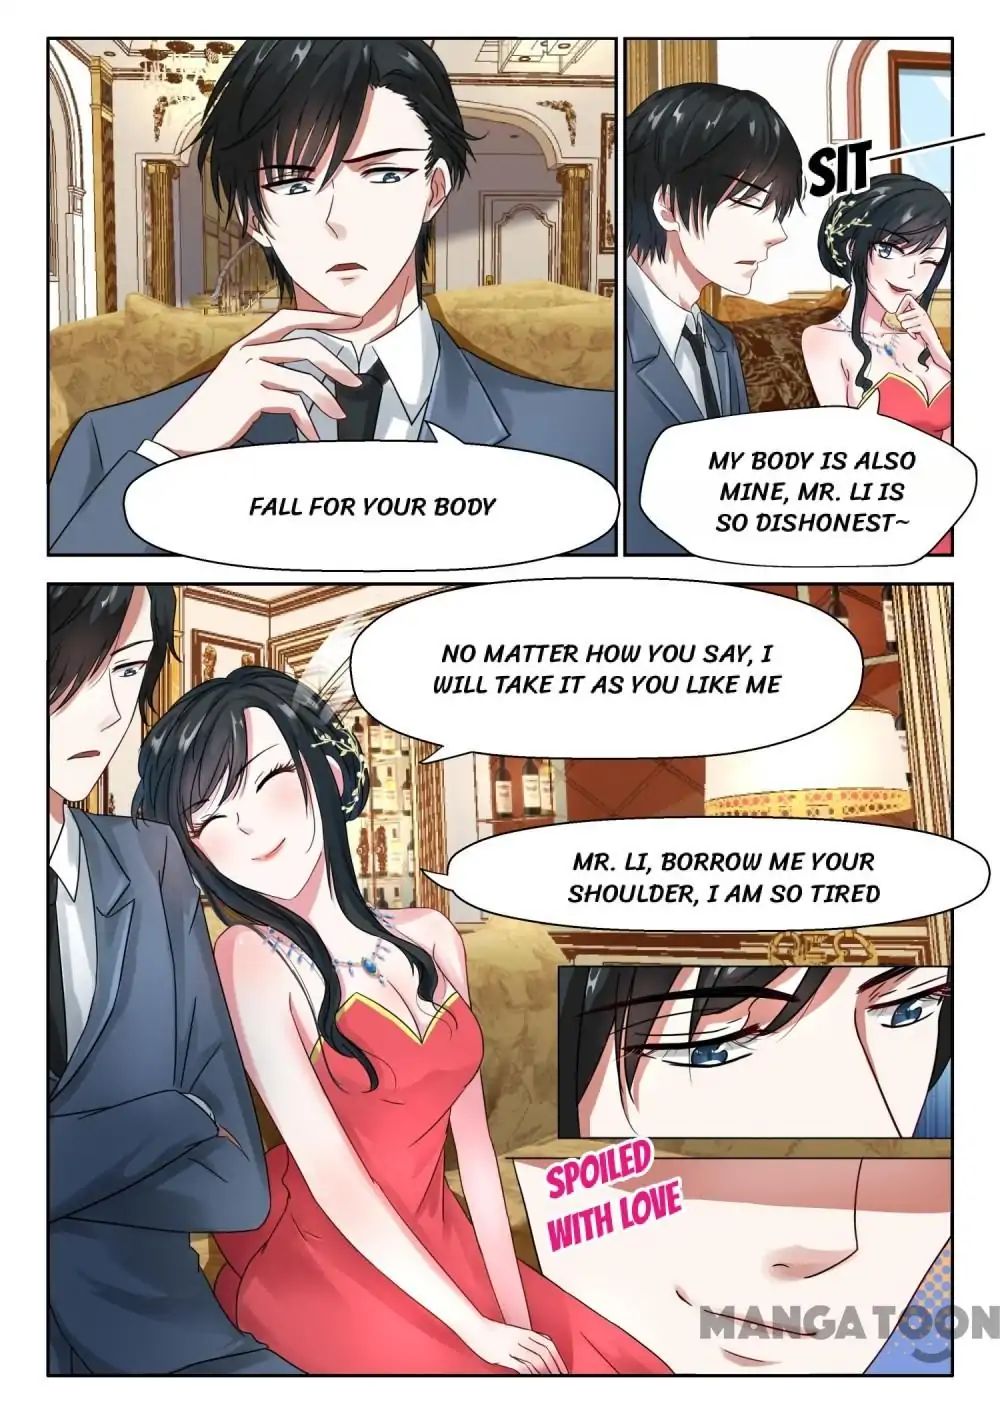 FALL FOR YOUR BODY
SIT
MY BODY IS ALSO
MINE, MR. LI IS
SO DISHONEST~
NO MATTER HOW YOU SAY, I
WILL TAKE IT AS YOU LIKE ME
MR. LI, BORROW ME YOUR
SHOULDER, I AM SO TIRED
SPOILED
WITH LOVE
MANGATOON